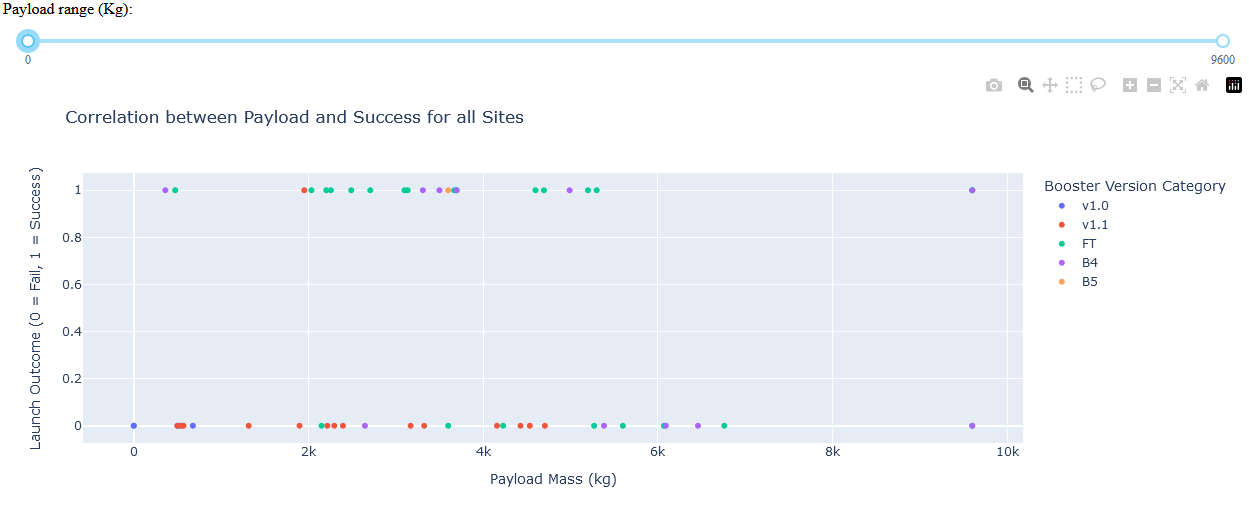 Payload range (Kg):
0
9600
Correlation between Payload and Success for all Sites
Launch Outcome (0 = Fail, 1 = Success)
1
0.8
0.6
0.4
0.2
0
0
2k
4k
6k
8k
10k
Payload Mass (kg)
Booster Version Category
v1.0
v1.1
FT
B4
B5